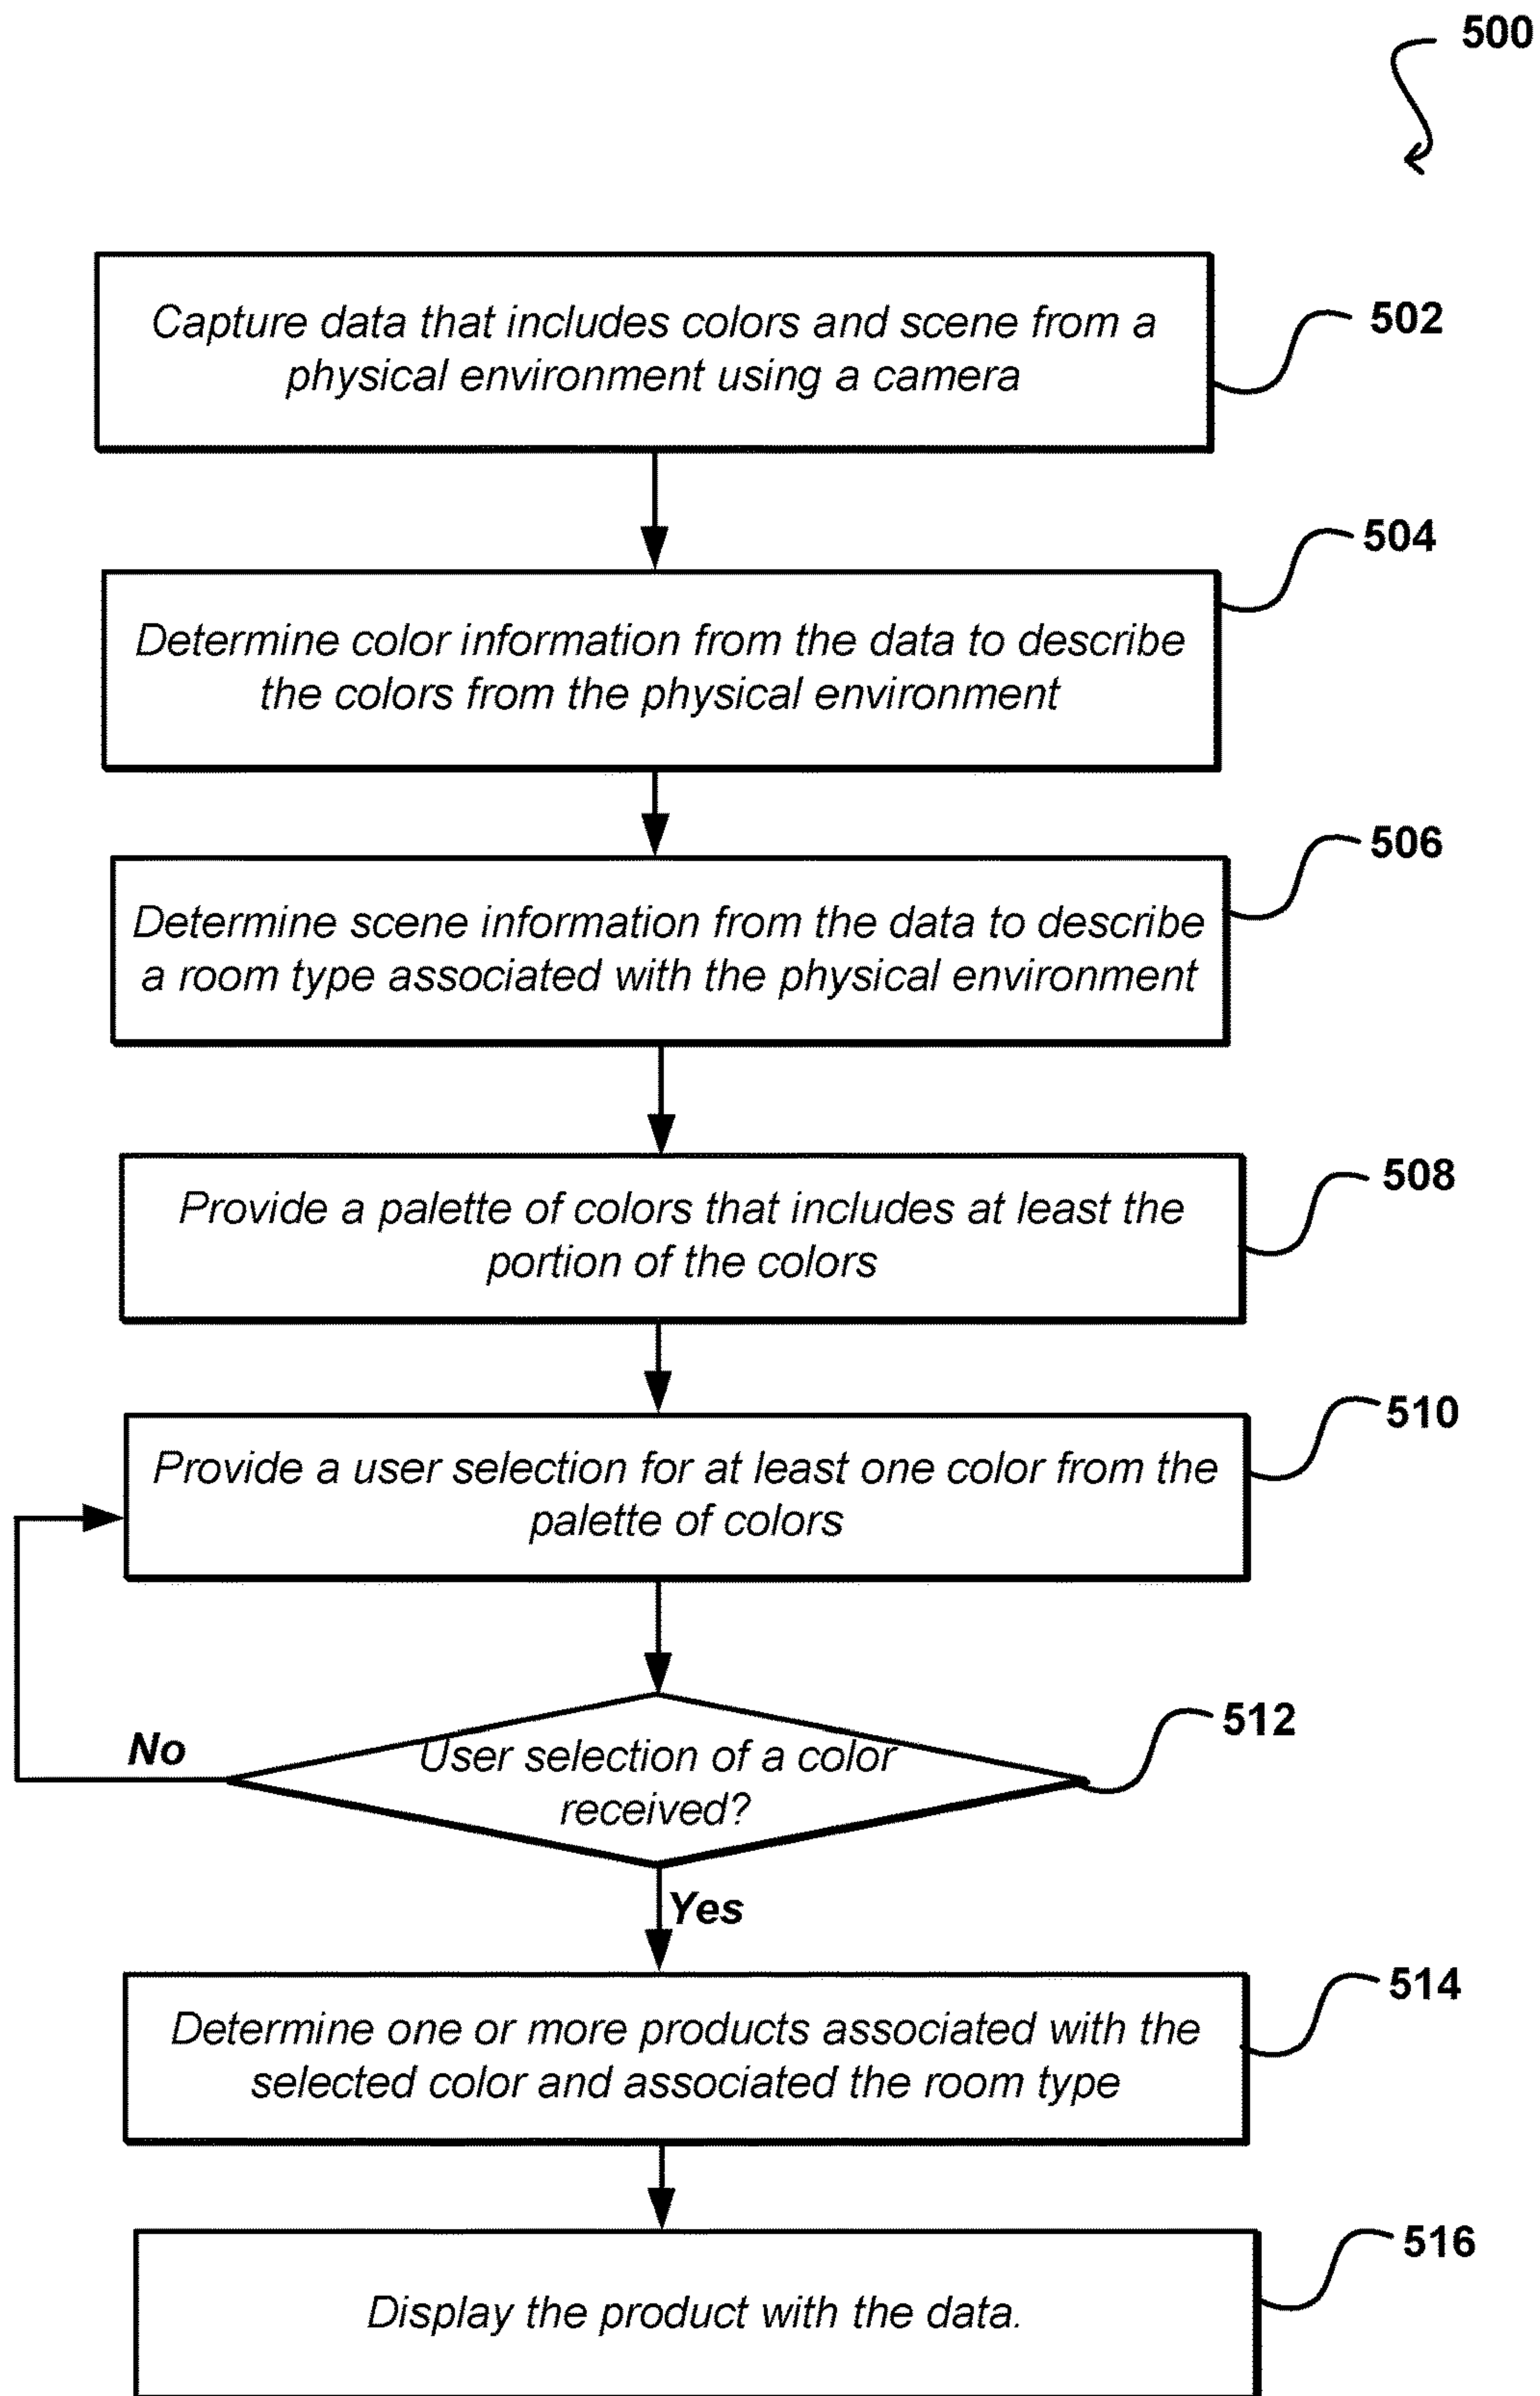 500
Capture data that includes colors and scene from a
physical environment using a camera
502
504
Determine color information from the data to describe
the colors from the physical environment
506
Determine scene information from the data to describe
a room type associated with the physical environment
508
Provide a palette of colors that includes at least the
portion of the colors
510
Provide a user selection for at least one color from the
palette of colors
512
No
User selection of a color
received?
Yes
514
Determine one or more products associated with the
selected color and associated the room type
516
Display the product with the data.